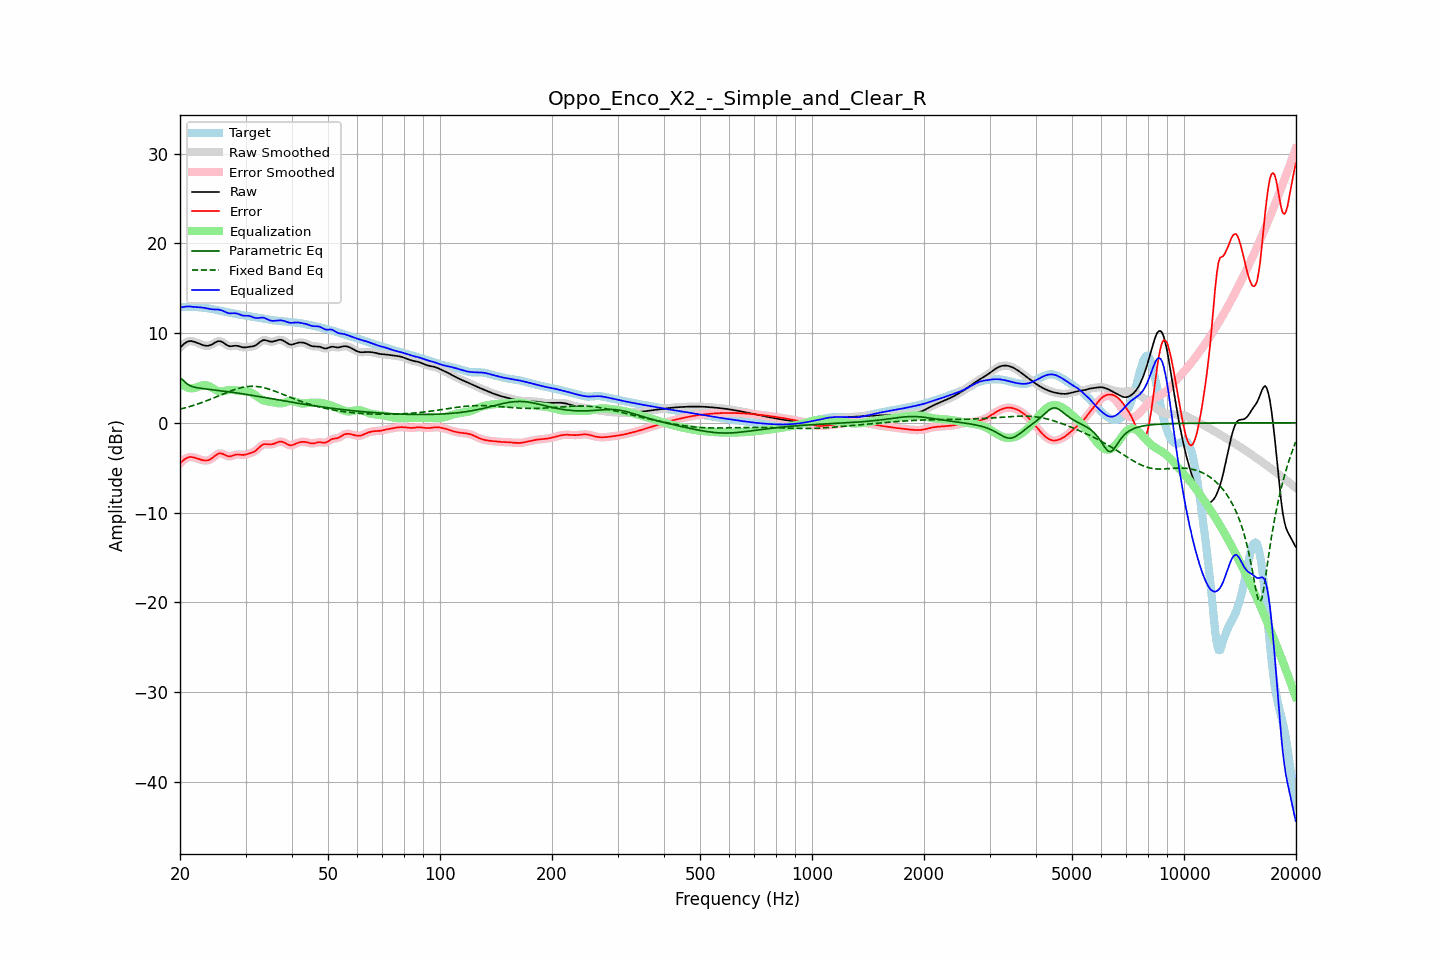 Oppo_Enco_X2_-_Simple_and_Clear_R
Target
Raw Smoothed
Error Smoothed
Raw
Error
Equalization
Parametric Eq
Fixed Band Eq
Equalized
30
20
10
0
−10
−20
−30
−40
Amplitude (dBr)
20 50 100 200 500 1000 2000 5000 10000 20000
Frequency (Hz)